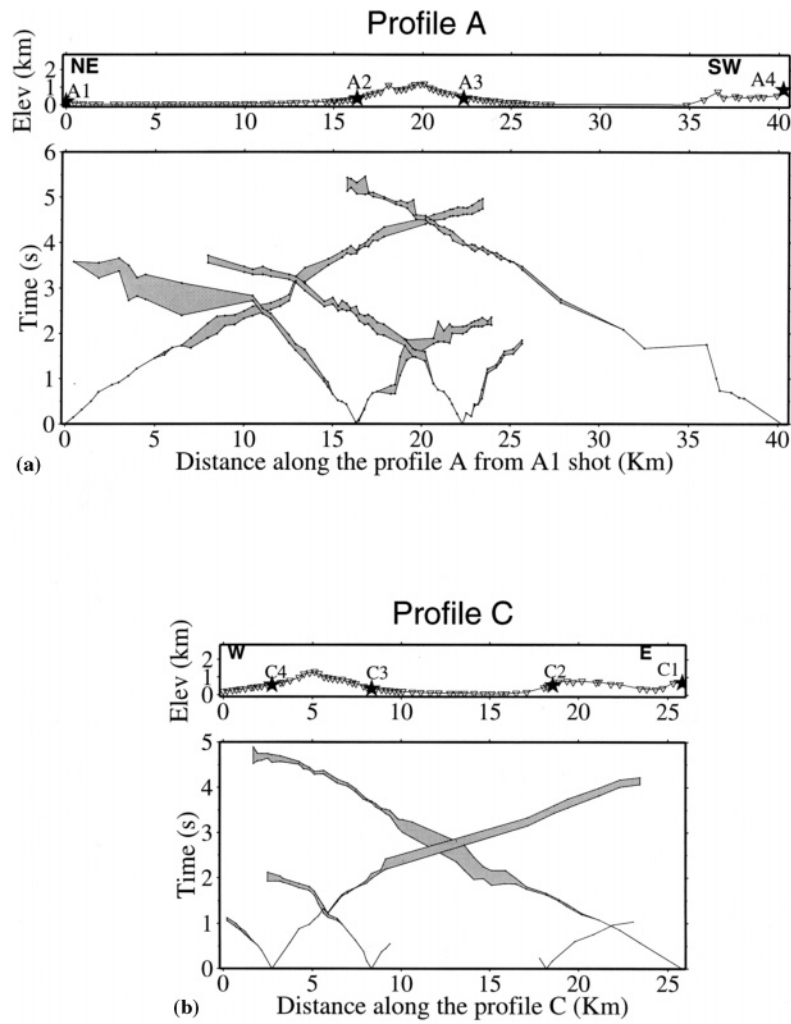 Profile A
Elev (km)
2
1
0
NE
SW
A1
A2
A3
A4
0 5 10 15 20 25 30 35 40
Time (s)
6
5
4
3
2
1
0
0 5 10 15 20 25 30 35 40
(a)
Distance along the profile A from A1 shot (Km)
Profile C
Elev (km)
2
1
0
W
E
C4
C3
C2
C1
0 5 10 15 20 25
Time (s)
5
4
3
2
1
0
0 5 10 15 20 25
(b)
Distance along the profile C (Km)